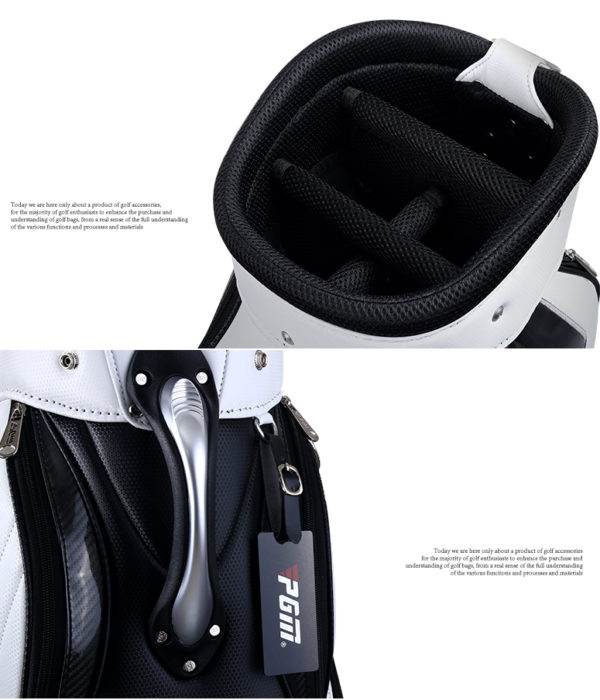 Today we are here only about a product of golf accessories,
for the majority of golf enthusiasts to enhance the purchase and
understanding of golf bags, from a real sense of the full understanding
of the various functions and processes and materials
PGM®
Today we are here only about a product of golf accessories
for the majority of golf enthusiasts to enhance the purchase and
understanding of golf bags, from a real sense of the full understanding
of the various functions and processes and materials